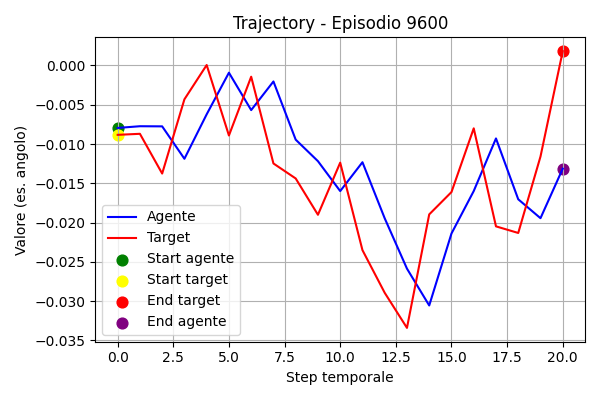 Trajectory - Episodio 9600
Valore (es. angolo)
0.000
−0.005
−0.010
−0.015
−0.020
−0.025
−0.030
−0.035
Agente
Target
Start agente
Start target
End target
End agente
0.0 2.5 5.0 7.5 10.0 12.5 15.0 17.5 20.0
Step temporale